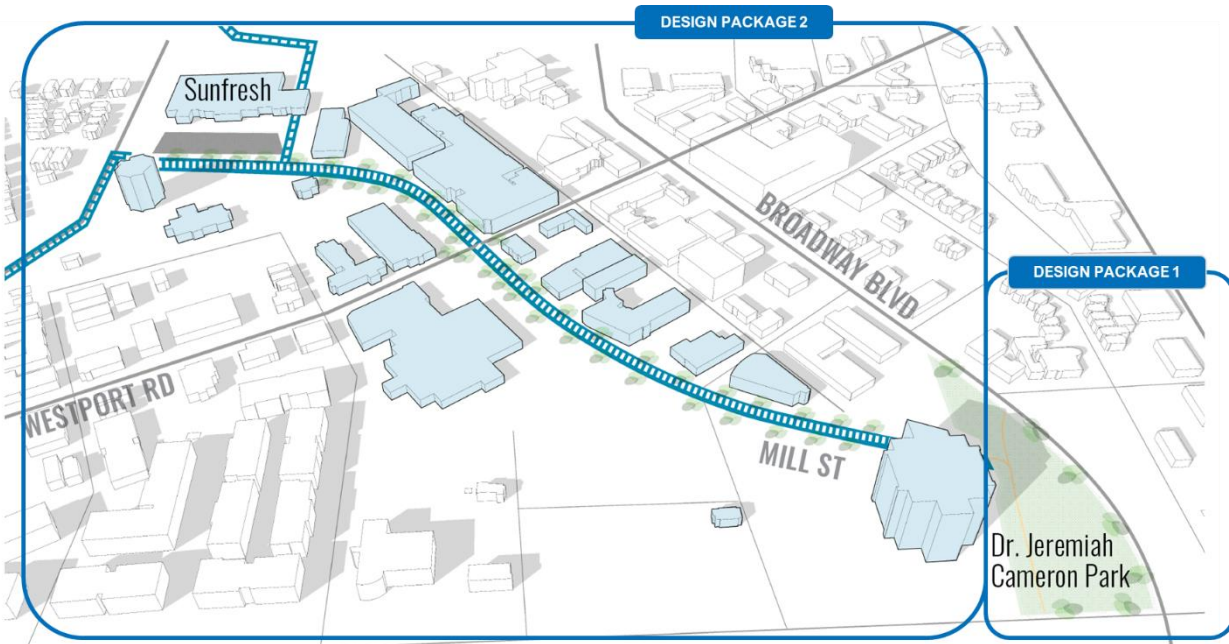 DESIGN PACKAGE 2
Sunfresh
BROADWAY BLVD
DESIGN PACKAGE 1
WESTPORT RD
MILL ST
Dr. Jeremiah
Cameron Park